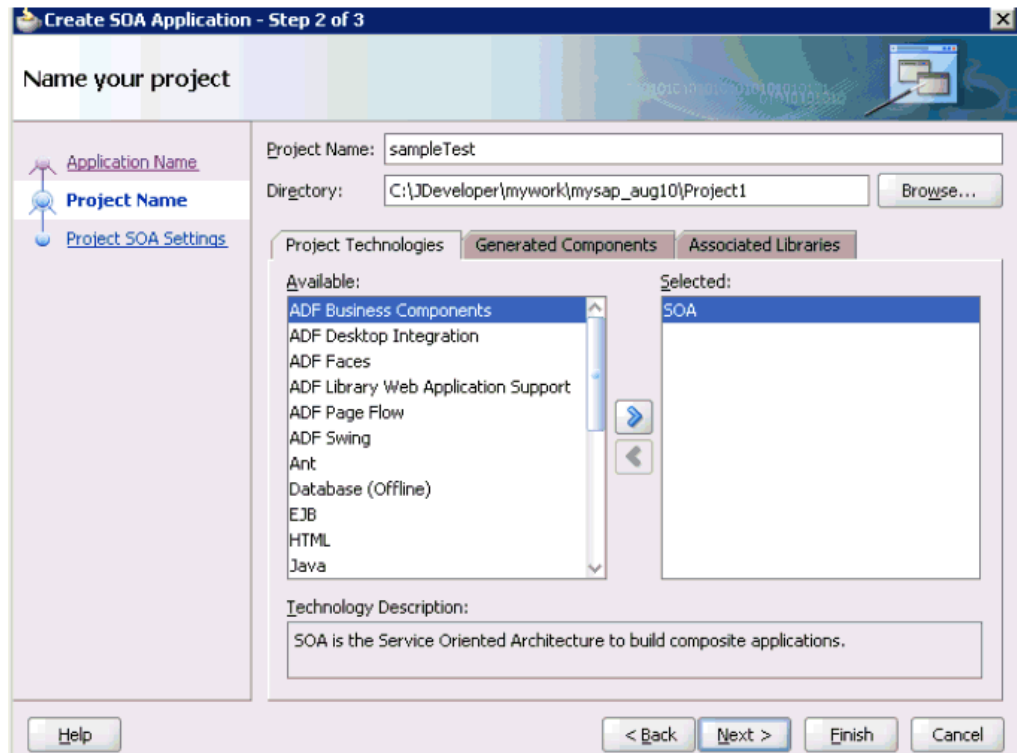 Create SOA Application - Step 2 of 3
Name your project
Application Name
Project Name
Project SOA Settings
Project Name: sampleTest
Directory: C:\JDeveloper\mywork\mysap_aug10\Project1 Browse...
Project Technologies Generated Components Associated Libraries
Available:
ADF Business Components
ADF Desktop Integration
ADF Faces
ADF Library Web Application Support
ADF Page Flow
ADF Swing
Ant
Database (Offline)
EJB
HTML
Java
Selected:
SOA
Technology Description:
SOA is the Service Oriented Architecture to build composite applications.
Help < Back Next > Finish Cancel